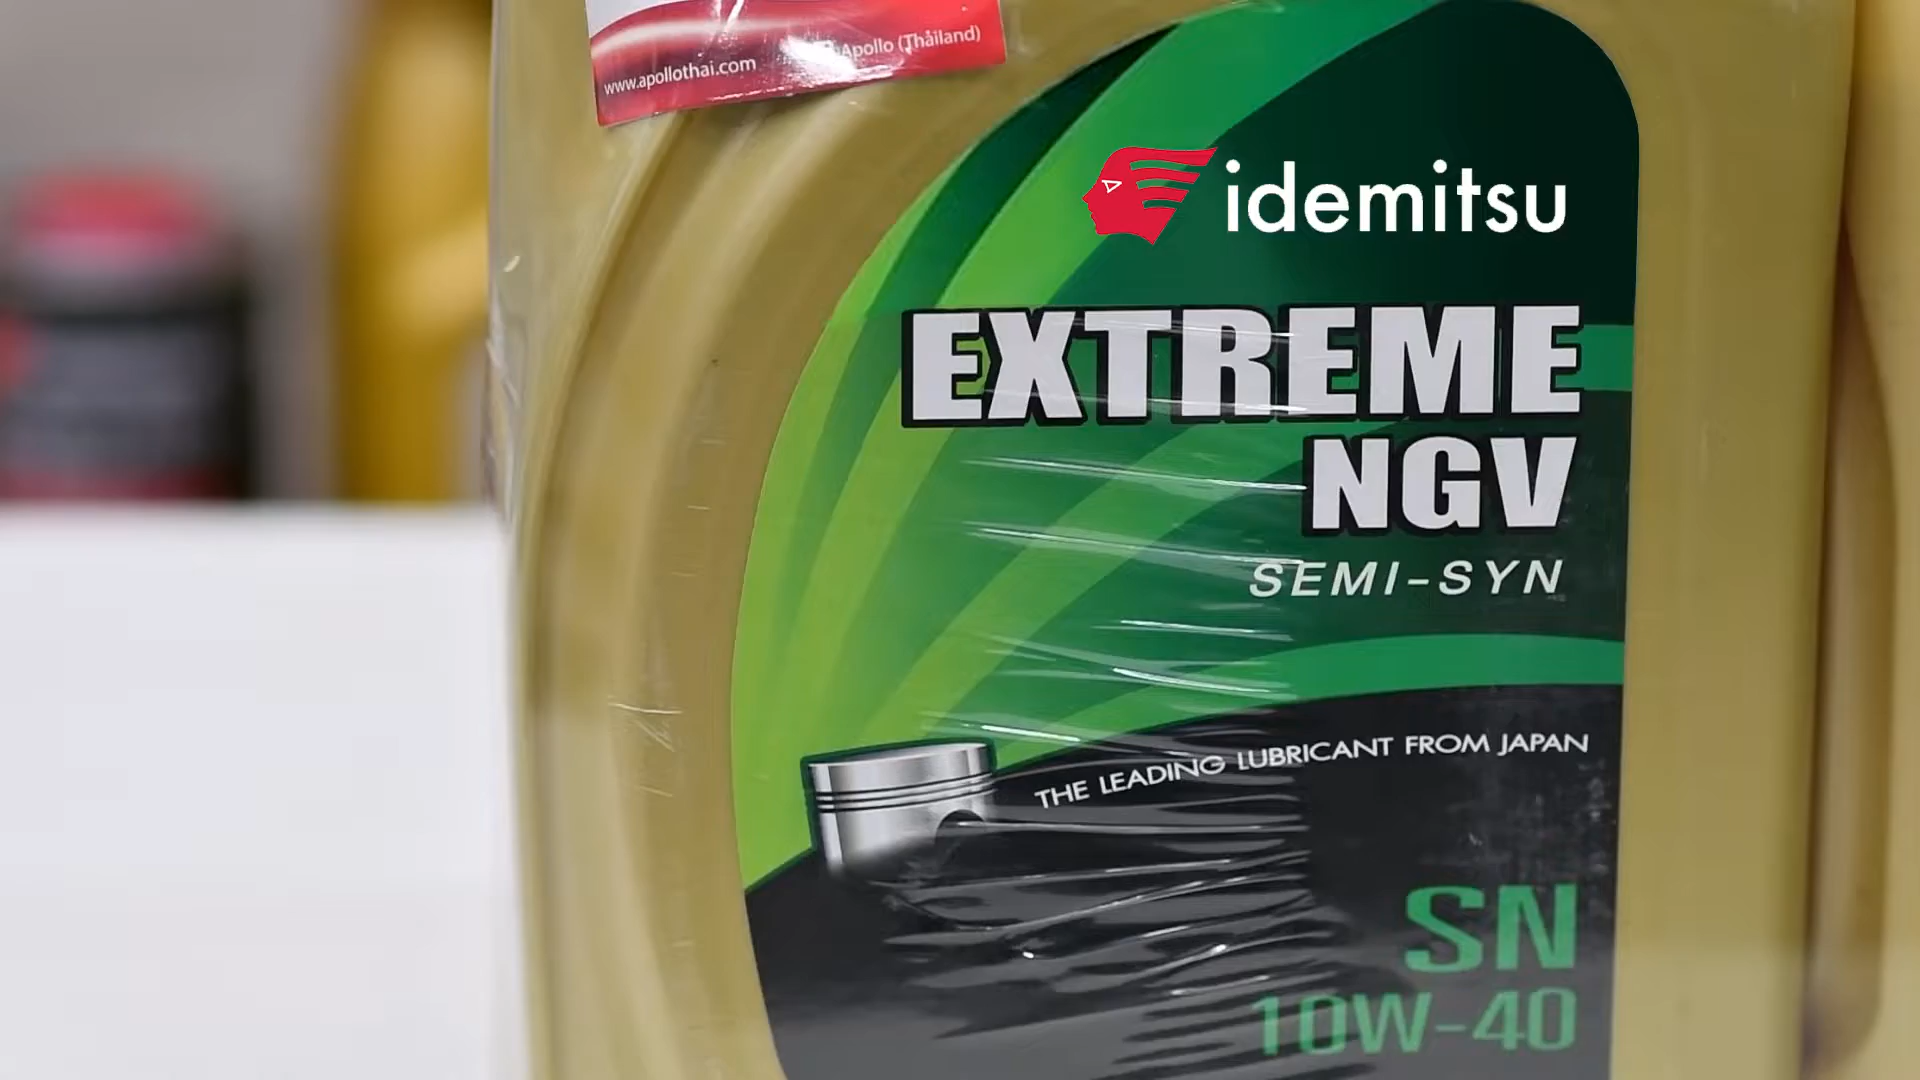 Apollo (Thailand)
www.apollothai.com
idemitsu
EXTREME
NGV
SEMI-SYN
THE LEADING LUBRICANT FROM JAPAN
SN
10W-40